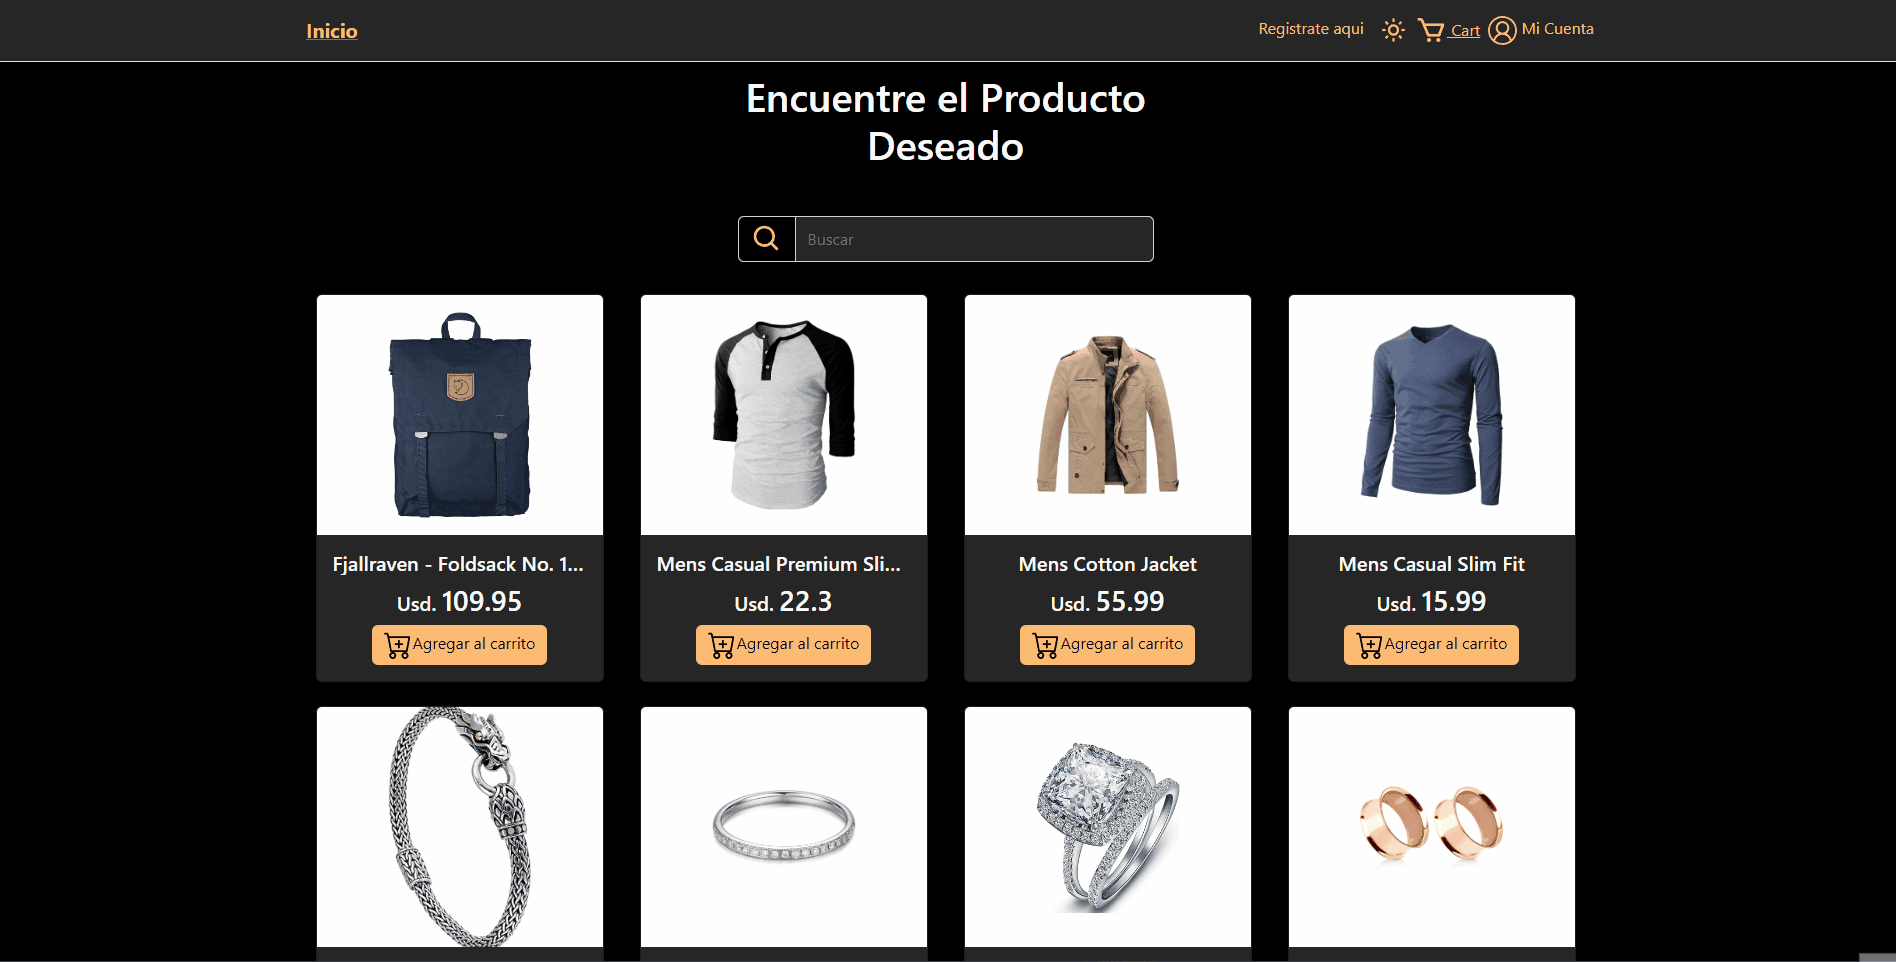 Inicio
Registrate aqui
Cart
Mi Cuenta
Encuentre el Producto
Deseado
Buscar
Fjallraven - Foldsack No. 1...
Mens Casual Premium Sli...
Mens Cotton Jacket
Mens Casual Slim Fit
Usd. 109.95
Usd. 22.3
Usd. 55.99
Usd. 15.99
Agregar al carrito
Agregar al carrito
Agregar al carrito
Agregar al carrito